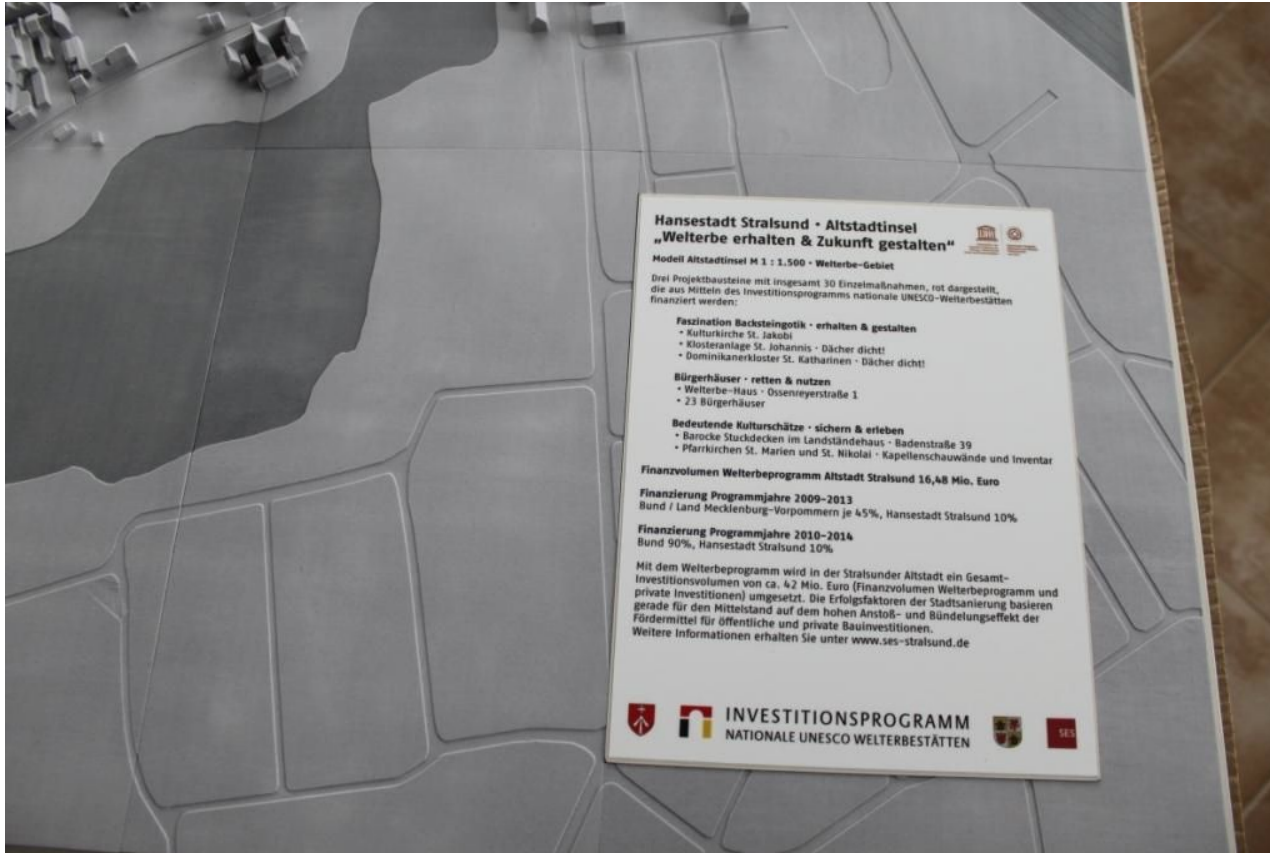 Hansestadt Stralsund · Altstadtinsel
„Welterbe erhalten & Zukunft gestalten“
Modell Altstadtinsel M 1 : 1.500 · Welterbe-Gebiet
Drei Projektbausteine mit insgesamt 30 Einzelmaßnahmen, rot dargestellt,
die aus Mitteln des Investitionsprogramms nationale UNESCO-Welterbestätten
finanziert werden:
Faszination Backsteingotik · erhalten & gestalten
· Kulturkirche St. Jakobi
· Klosteranlage St. Johannis · Dächer dicht!
· Dominikanerkloster St. Katharinen · Dächer dicht!
Bürgerhäuser · retten & nutzen
· Welterbe-Haus · Ossenreyerstraße 1
· 23 Bürgerhäuser
Bedeutende Kulturschätze · sichern & erleben
· Barocke Stuckdecken im Landständehaus · Badenstraße 39
· Pfarrkirchen St. Marien und St. Nikolai · Kapellenschauwände und Inventar
Finanzvolumen Welterbeprogramm Altstadt Stralsund 16,48 Mio. Euro
Finanzierung Programmjahre 2009-2013
Bund / Land Mecklenburg-Vorpommern je 45%, Hansestadt Stralsund 10%
Finanzierung Programmjahre 2010-2014
Bund 90%, Hansestadt Stralsund 10%
Mit dem Welterbeprogramm wird in der Stralsunder Altstadt ein Gesamt-
Investitionsvolumen von ca. 42 Mio. Euro (Finanzvolumen Welterbeprogramm und
private Investitionen) umgesetzt. Die Erfolgsfaktoren der Stadtsanierung basieren
gerade für den Mittelstand auf dem hohen Anstoß- und Bündelungseffekt der
Fördermittel für öffentliche und private Bauinvestitionen.
Weitere Informationen erhalten Sie unter www.ses-stralsund.de
INVESTITIONSPROGRAMM
NATIONALE UNESCO WELTERBESTÄTTEN
SES